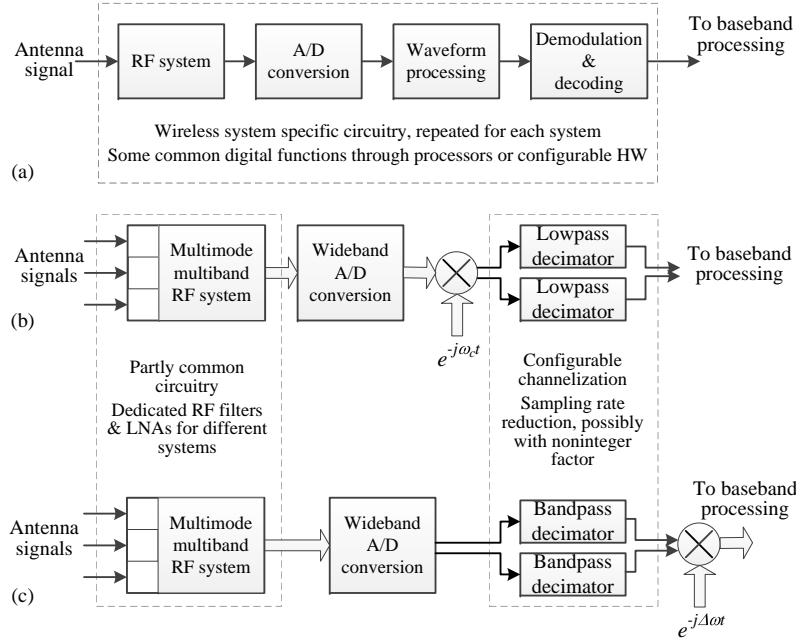 Antenna
signal
RF system
A/D
conversion
Waveform
processing
Demodulation
&
decoding
To baseband
processing
Wireless system specific circuitry, repeated for each system
Some common digital functions through processors or configurable HW
(a)
Antenna
signals
Multimode
multiband
RF system
Wideband
A/D
conversion
Lowpass
decimator
Lowpass
decimator
To baseband
processing
(b)
e^{-jω_ct}
Partly common
circuitry
Dedicated RF filters
& LNAs for different
systems
Configurable
channelization
Sampling rate
reduction, possibly
with noninteger
factor
Antenna
signals
Multimode
multiband
RF system
Wideband
A/D
conversion
Bandpass
decimator
Bandpass
decimator
To baseband
processing
(c)
e^{-jΔωt}